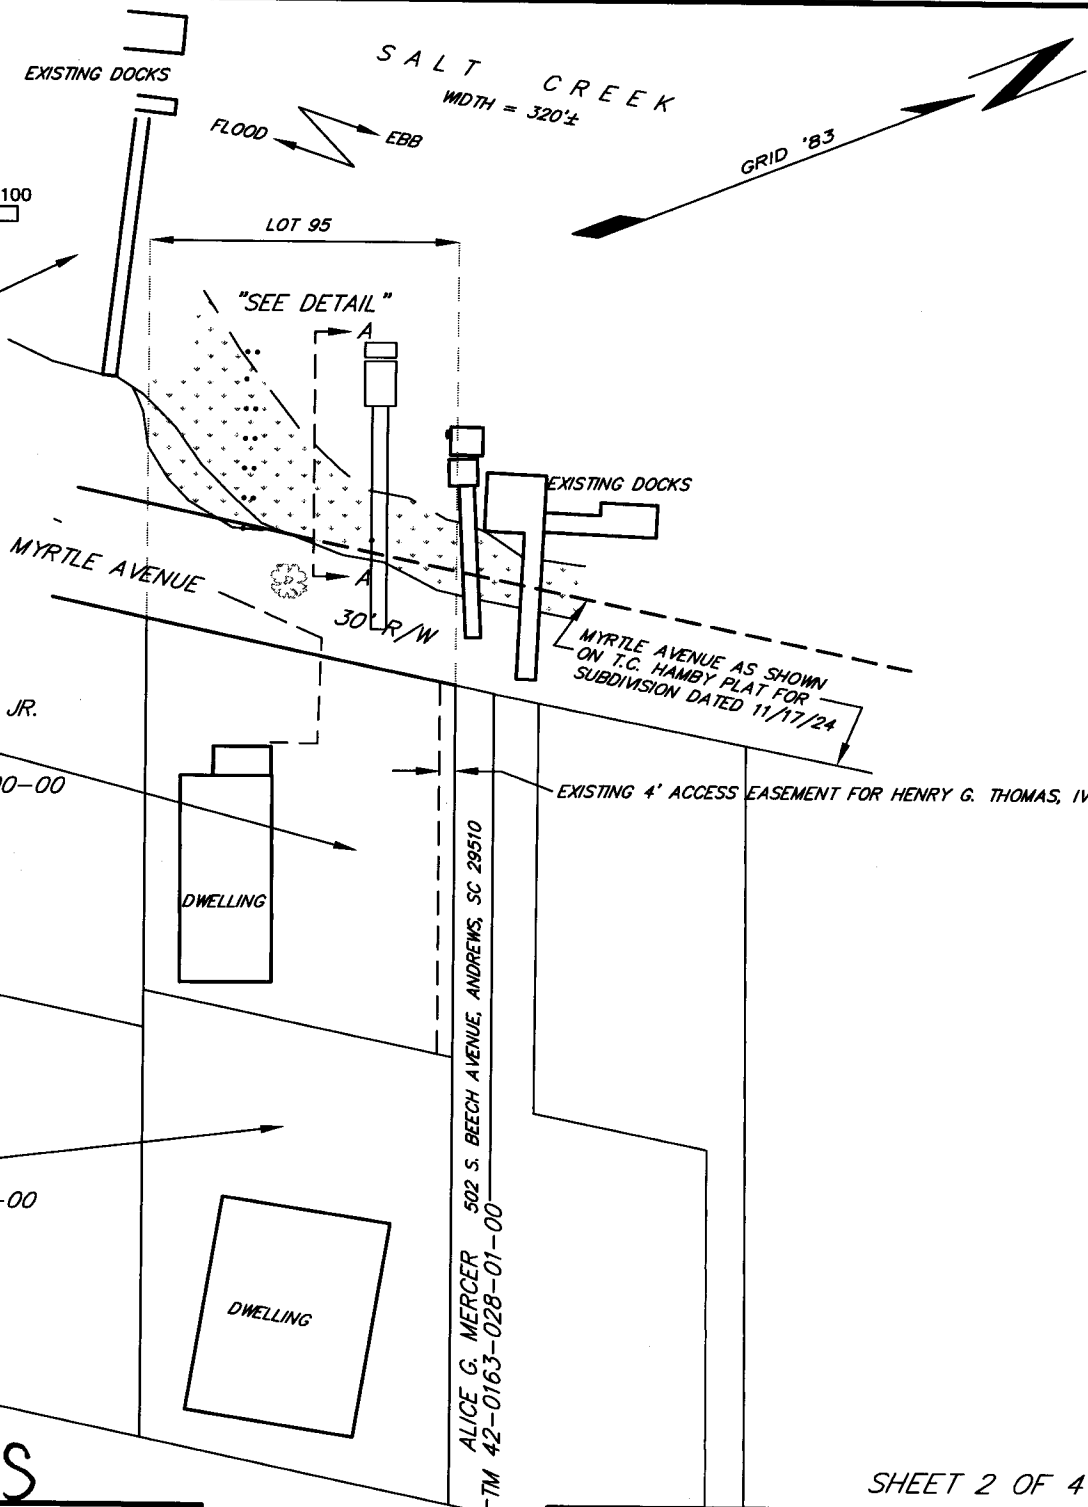 EXISTING DOCKS
SALT CREEK
WIDTH = 320'±
FLOOD
EBB
GRID '83
100
LOT 95
"SEE DETAIL"
A
EXISTING DOCKS
MYRTLE AVENUE
A
30' R/W
MYRTLE AVENUE AS SHOWN
ON T.C. HAMBY PLAT FOR
SUBDIVISION DATED 11/17/24
JR.
00-00
EXISTING 4' ACCESS EASEMENT FOR HENRY G. THOMAS, IV
DWELLING
-00
DWELLING
ALICE G. MERCER 502 S. BEECH AVENUE, ANDREWS, SC 29510
TM 42-0163-028-01-00
S
SHEET 2 OF 4